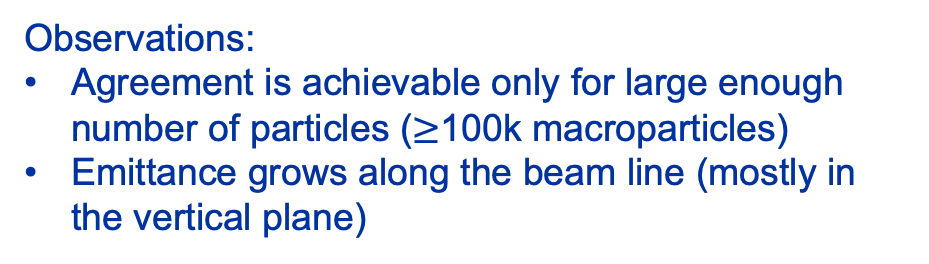 Observations:
• Agreement is achievable only for large enough
number of particles (≥100k macroparticles)
• Emittance grows along the beam line (mostly in
the vertical plane)